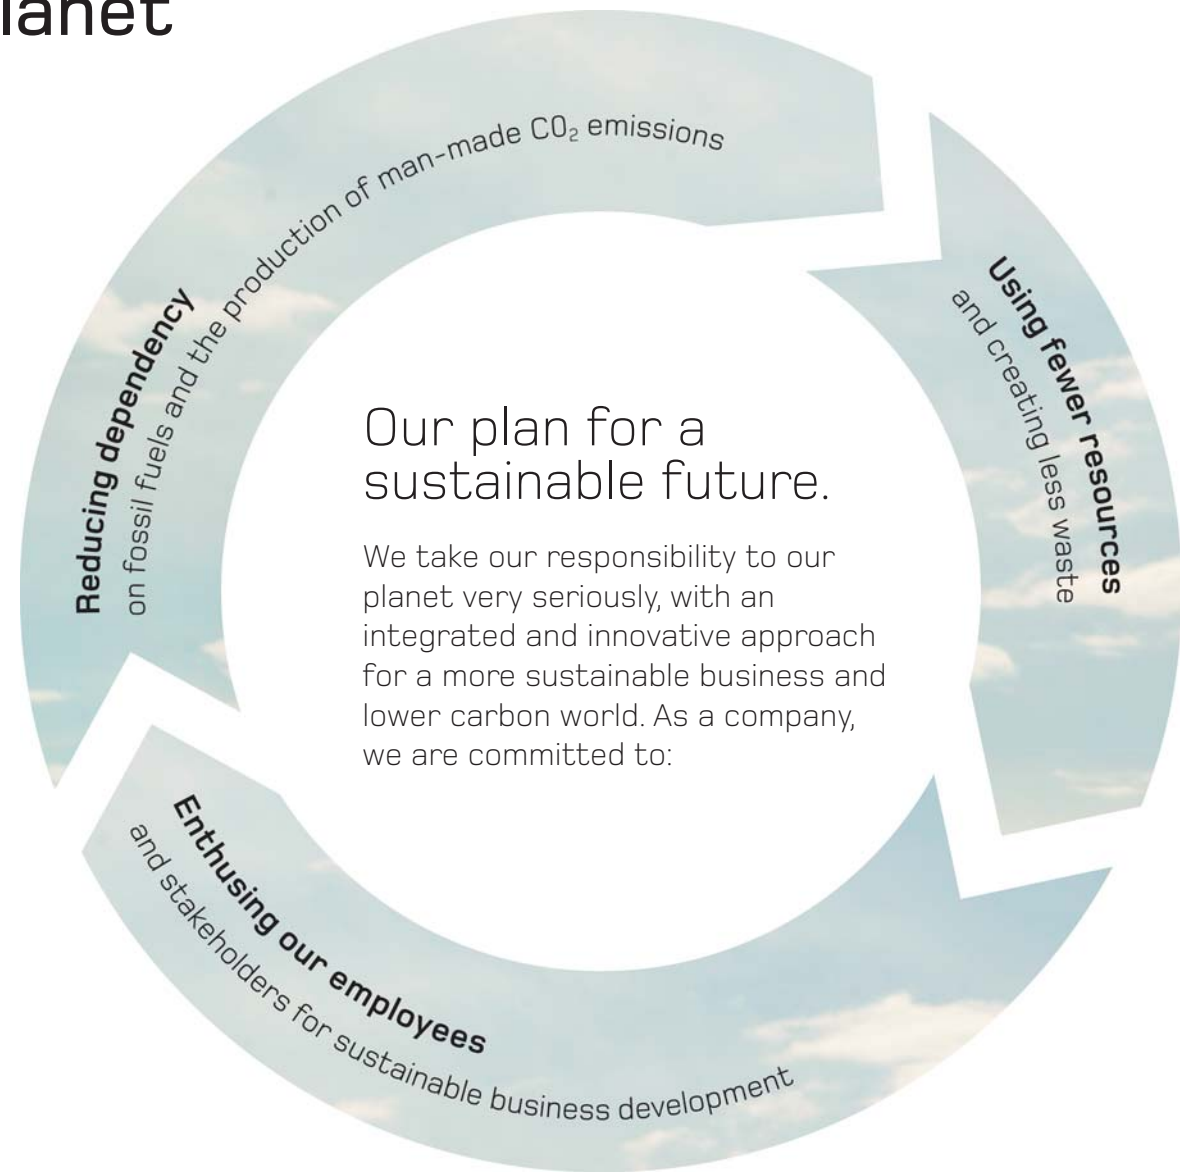 lanet
Our plan for a
sustainable future.
We take our responsibility to our
planet very seriously, with an
integrated and innovative approach
for a more sustainable business and
lower carbon world. As a company,
we are committed to:
Reducing dependency
on fossil fuels and the production of man-made CO₂ emissions
Using fewer resources
and creating less waste
Enthusing our employees
and stakeholders for sustainable business development